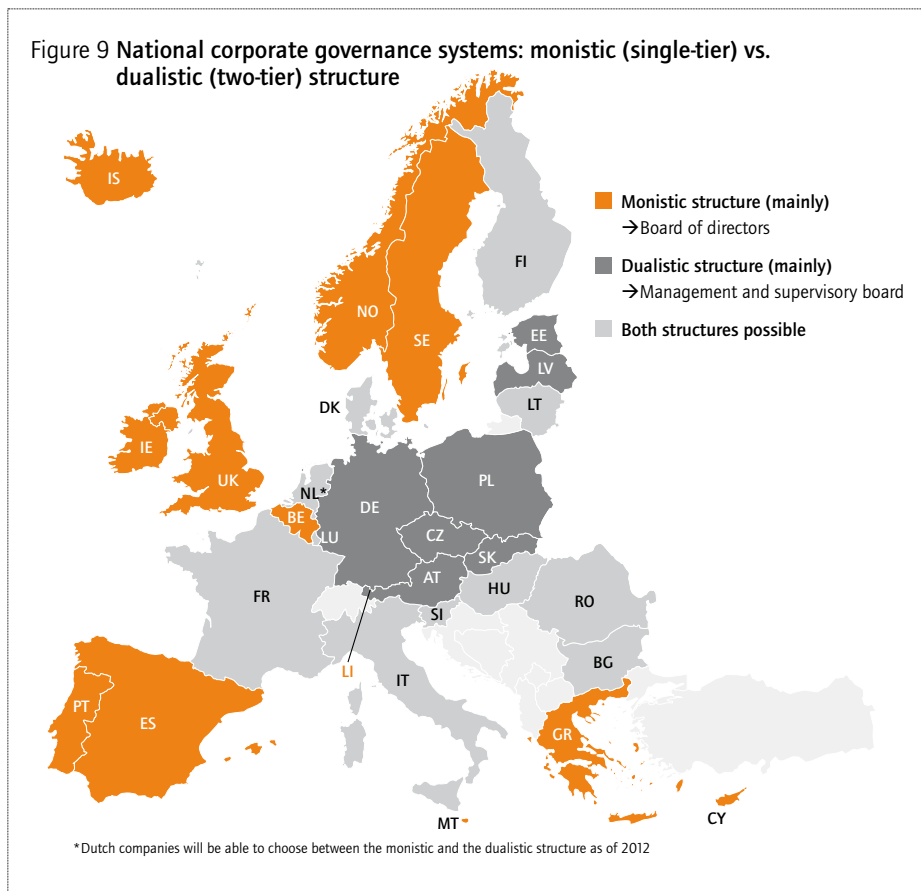 Figure 9 National corporate governance systems: monistic (single-tier) vs.
dualistic (two-tier) structure
IS
Monistic structure (mainly)
→Board of directors
FI
Dualistic structure (mainly)
→Management and supervisory board
NO
SE
Both structures possible
EE
LV
LT
DK
IE
UK
NL*
DE
PL
BE
LU
CZ
SK
AT
FR
HU
RO
SI
BG
LI
IT
PT
ES
GR
MT
CY
*Dutch companies will be able to choose between the monistic and the dualistic structure as of 2012